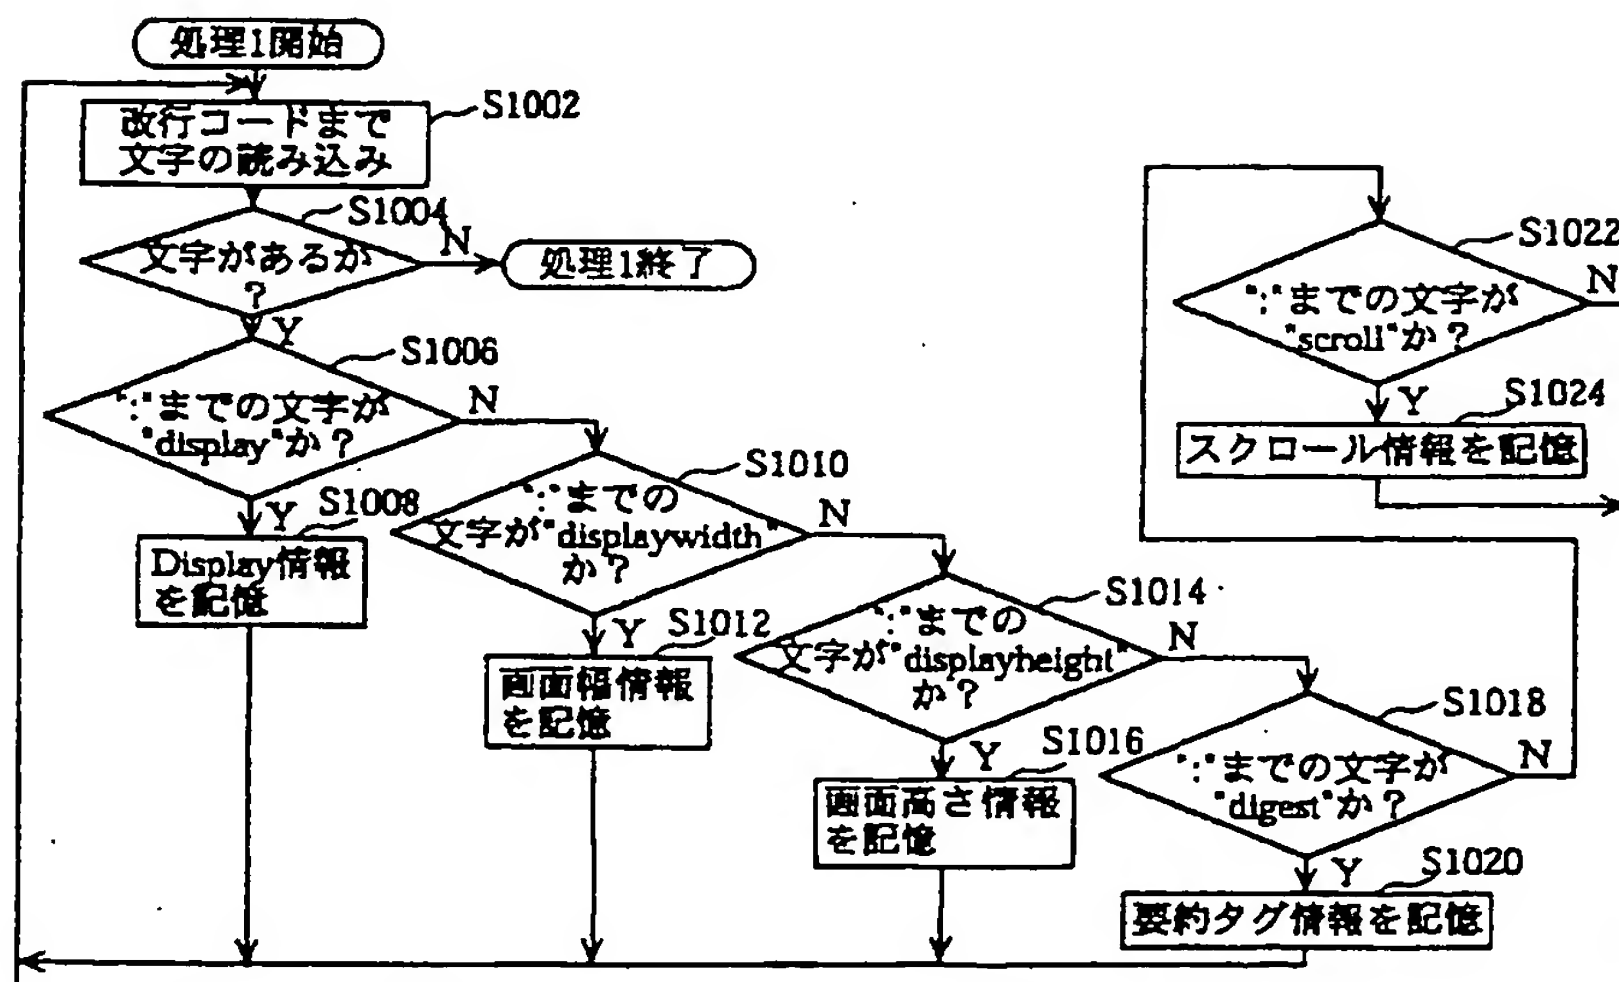 処理1開始
改行コードまで
文字の読み込み
S1002
文字があるか
?
S1004
N
処理1終了
Y
":"までの文字が
"display"か?
S1006
N
Y
S1008
Display情報
を記憶
":"までの
文字が"displaywidth"
か?
S1010
N
Y
S1012
画面幅情報
を記憶
":"までの
文字が"displayheight"
か?
S1014
N
Y
S1016
画面高さ情報
を記憶
":"までの文字が
"digest"か?
S1018
N
Y
S1020
要約タグ情報を記憶
":"までの文字が
"scroll"か?
S1022
N
Y
S1024
スクロール情報を記憶